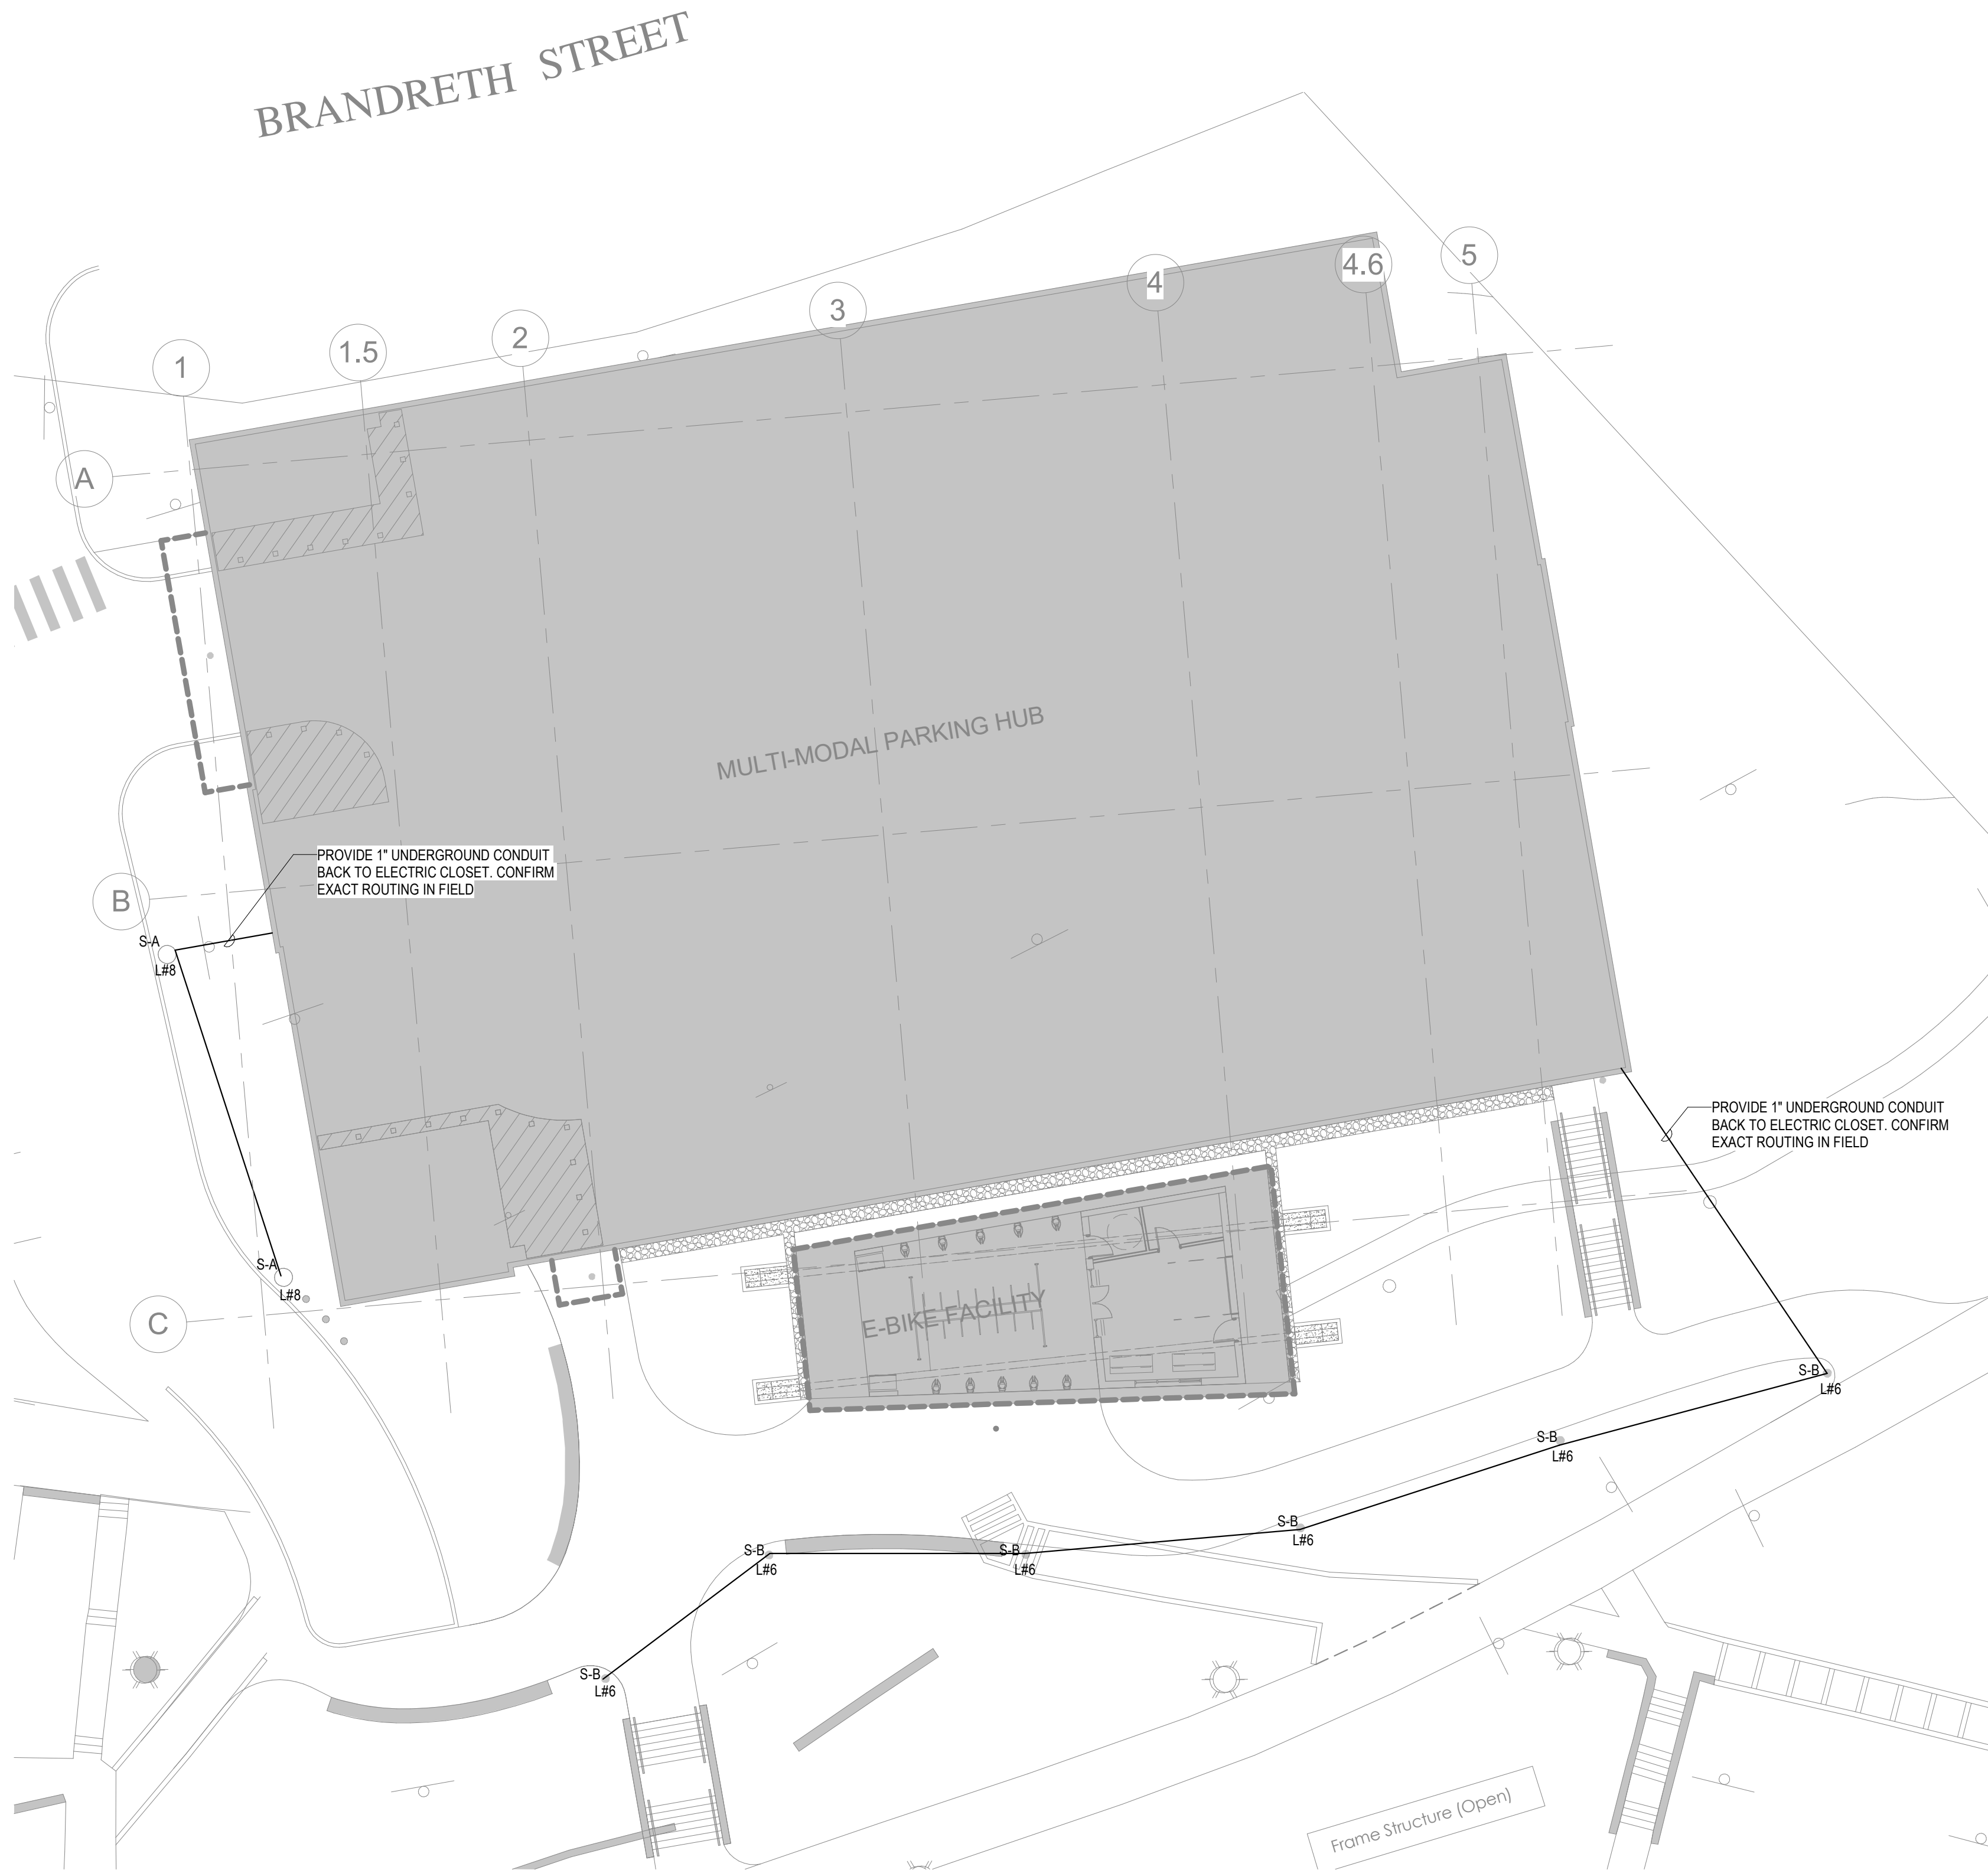 BRANDRETH STREET
1
1.5
2
3
4
4.6
5
A
MULTI-MODAL PARKING HUB
PROVIDE 1" UNDERGROUND CONDUIT
BACK TO ELECTRIC CLOSET. CONFIRM
EXACT ROUTING IN FIELD
B
S-A
L#8
PROVIDE 1" UNDERGROUND CONDUIT
BACK TO ELECTRIC CLOSET. CONFIRM
EXACT ROUTING IN FIELD
S-A
L#8
C
E-BIKE FACILITY
S-B
L#6
S-B
L#6
S-B
L#6
S-B
L#6
S-B
L#6
S-B
L#6
Frame Structure (Open)